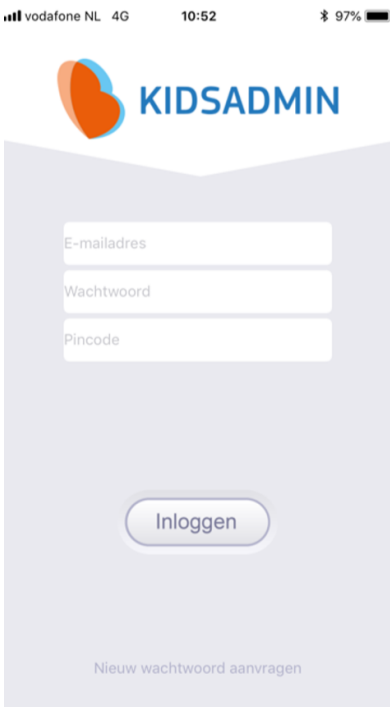 vodafone NL 4G 10:52 97%
KIDSADMIN
E-mailadres
Wachtwoord
Pincode
Inloggen
Nieuw wachtwoord aanvragen